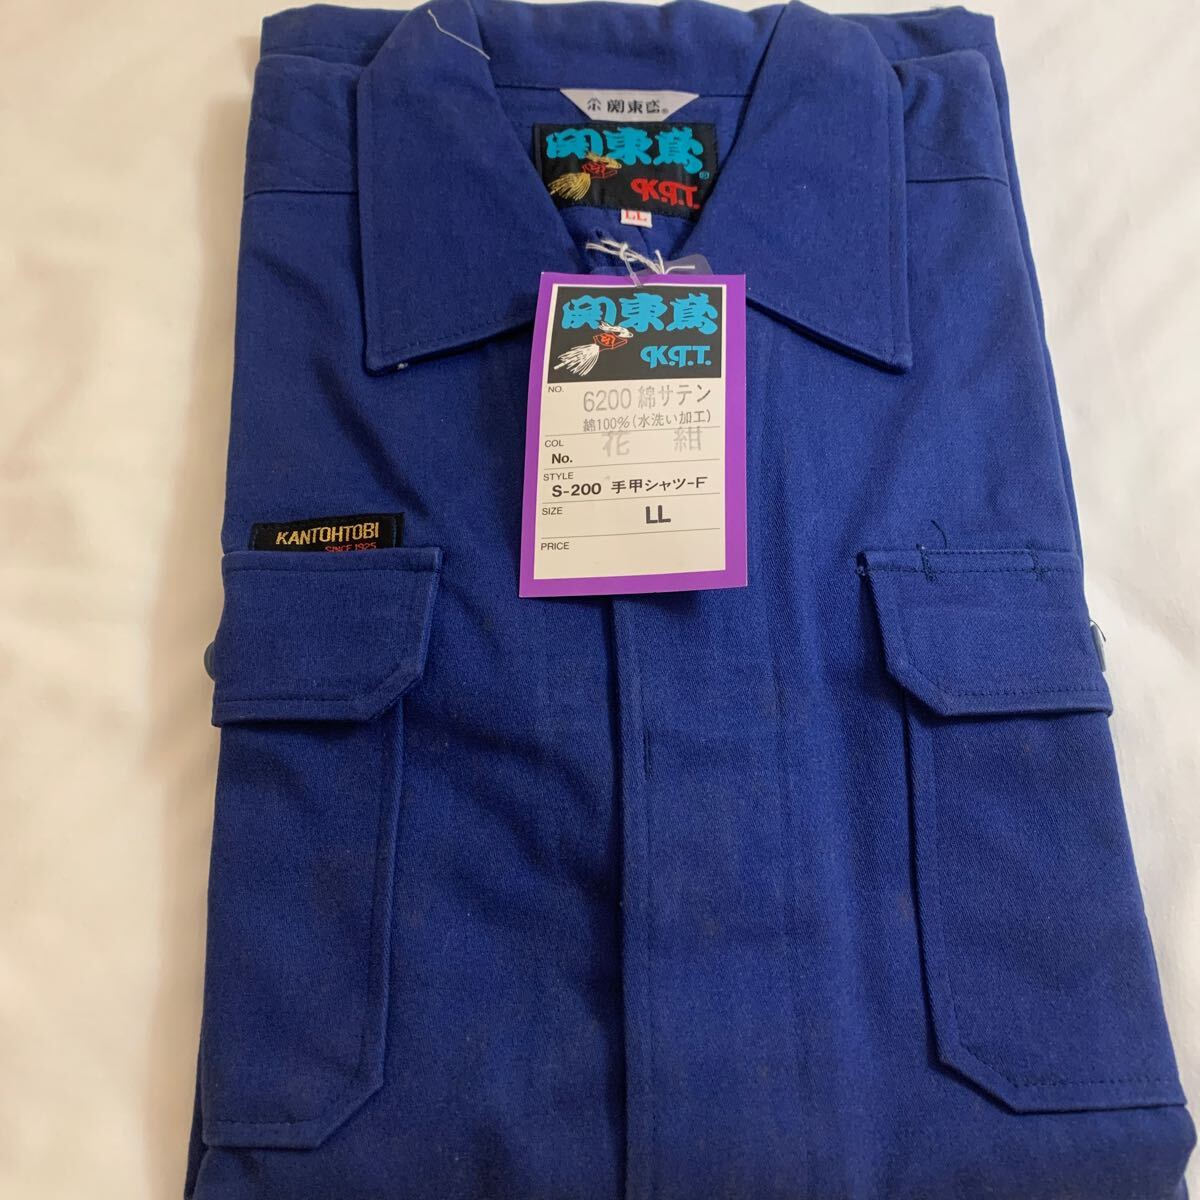 関東鳶®
関東鳶®
K.T.T.
LL
関東鳶
K.T.T.
NO.
6200 綿サテン
綿100%(水洗い加工)
COL
No. 花 紺
STYLE
S-200 手甲シャツ-F
SIZE
LL
PRICE
KANTOHTOBI
SINCE 1925